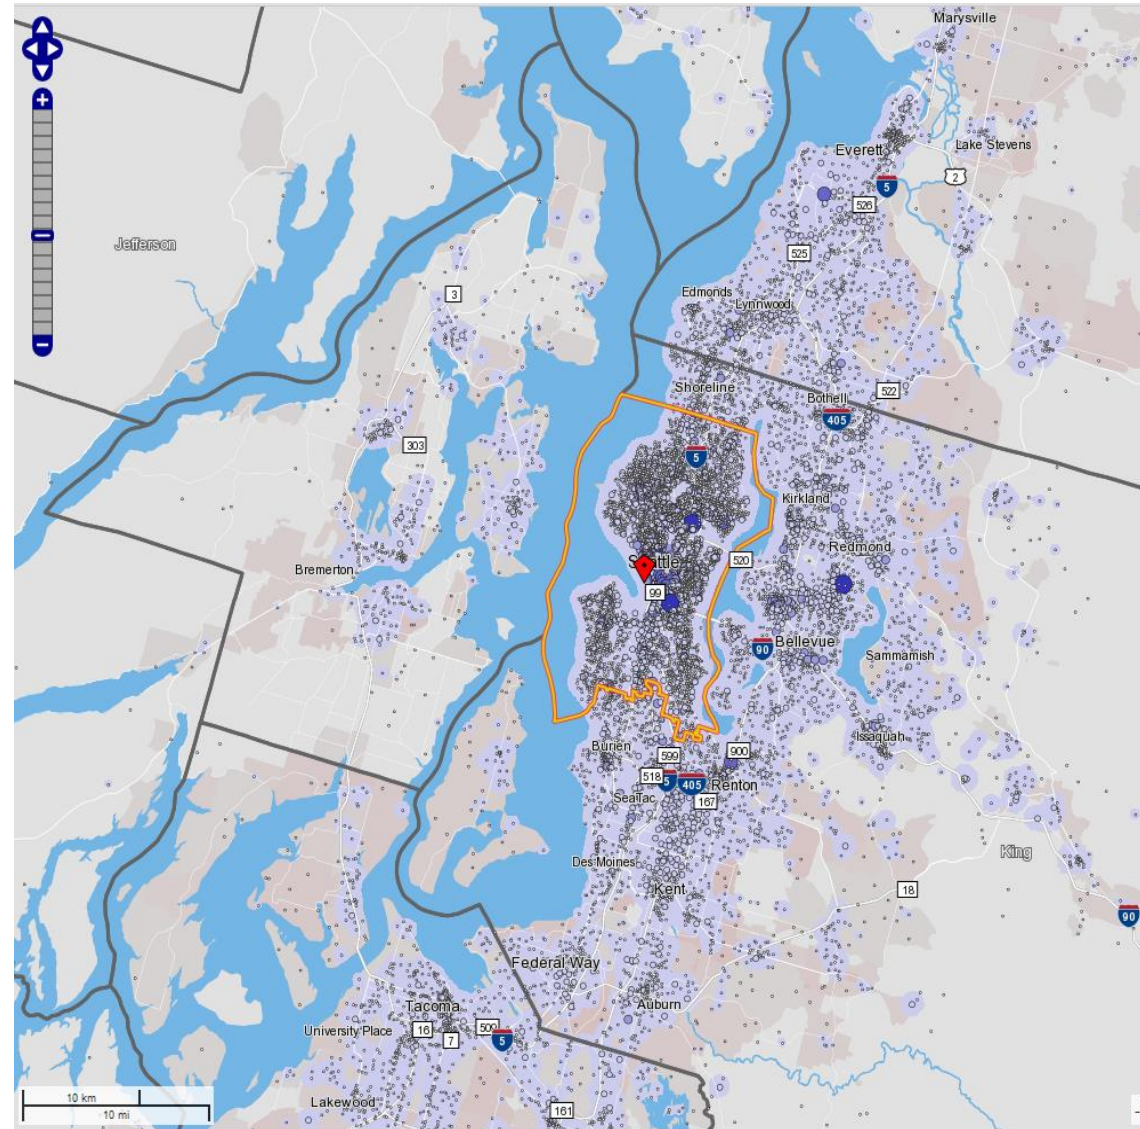 Marysville
Everett
Lake Stevens
2
5
526
Jefferson
525
3
Edmonds
Lynnwood
Shoreline
522
Bothell
405
303
5
Kirkland
Redmond
520
Bremerton
Seattle
99
Bellevue
90
Sammamish
Issaquah
Burien
599
900
518
5
405
Renton
SeaTac
167
King
Des Moines
Kent
18
90
Federal Way
Tacoma
Auburn
University Place
16
509
7
5
10 km
10 mi
Lakewood
161